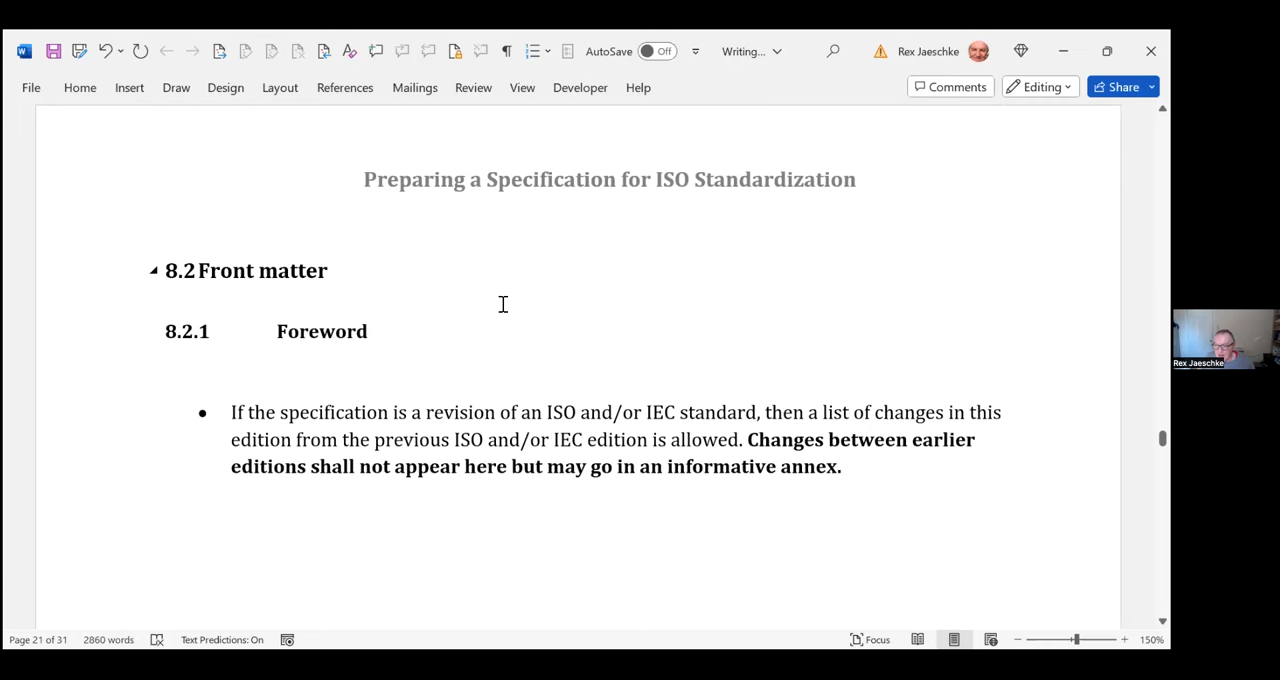 AutoSave Off Writing... Rex Jaeschke
File Home Insert Draw Design Layout References Mailings Review View Developer Help Comments Editing Share
Preparing a Specification for ISO Standardization
8.2 Front matter
8.2.1 Foreword
• If the specification is a revision of an ISO and/or IEC standard, then a list of changes in this
edition from the previous ISO and/or IEC edition is allowed. Changes between earlier
editions shall not appear here but may go in an informative annex.
Rex Jaeschke
Page 21 of 31 2860 words Text Predictions: On Focus 150%